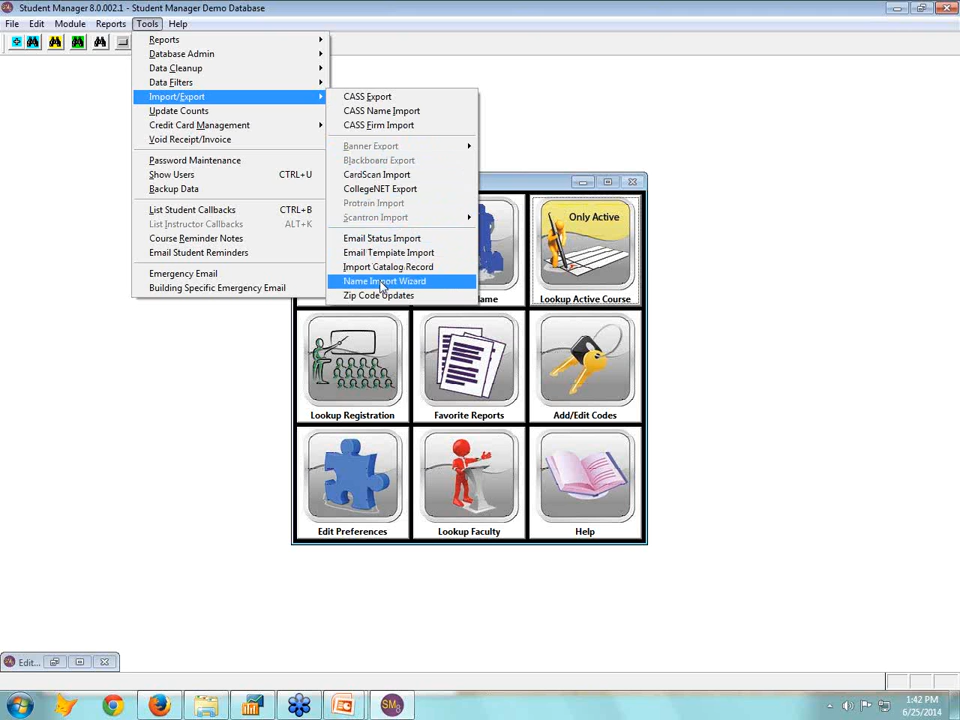 Student Manager 8.0.002.1 - Student Manager Demo Database
File Edit Module Reports Tools Help
Reports
Database Admin
Data Cleanup
Data Filters
Import/Export
Update Counts
Credit Card Management
Void Receipt/Invoice
Password Maintenance
Show Users CTRL+U
Backup Data
List Student Callbacks CTRL+B
List Instructor Callbacks ALT+K
Course Reminder Notes
Email Student Reminders
Emergency Email
Building Specific Emergency Email
CASS Export
CASS Name Import
CASS Firm Import
Banner Export
Blackboard Export
CardScan Import
CollegeNET Export
Protrain Import
Scantron Import
Email Status Import
Email Template Import
Import Catalog Record
Name Import Wizard
Zip Code Updates
Only Active
ame
Lookup Active Course
Lookup Registration
Favorite Reports
Add/Edit Codes
Edit Preferences
Lookup Faculty
Help
Edit...
SM8
1:42 PM
6/25/2014